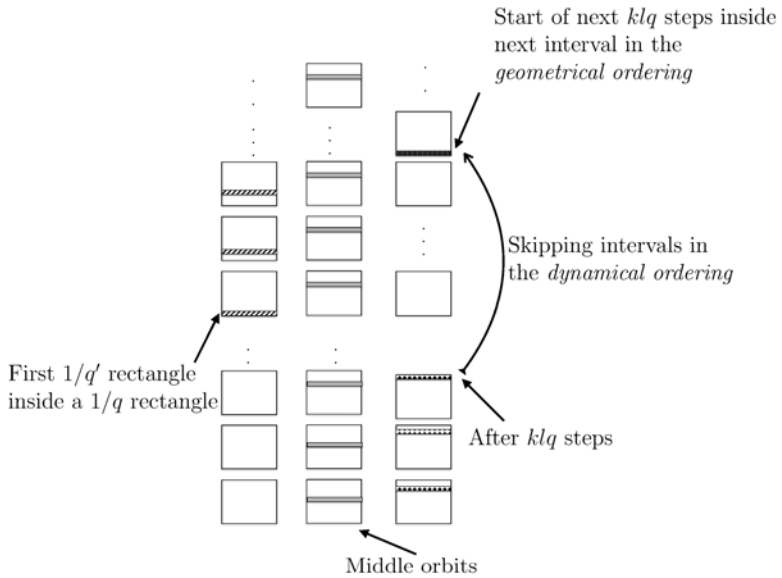 Start of next klq steps inside
next interval in the
geometrical ordering
Skipping intervals in
the dynamical ordering
First 1/q′ rectangle
inside a 1/q rectangle
After klq steps
Middle orbits